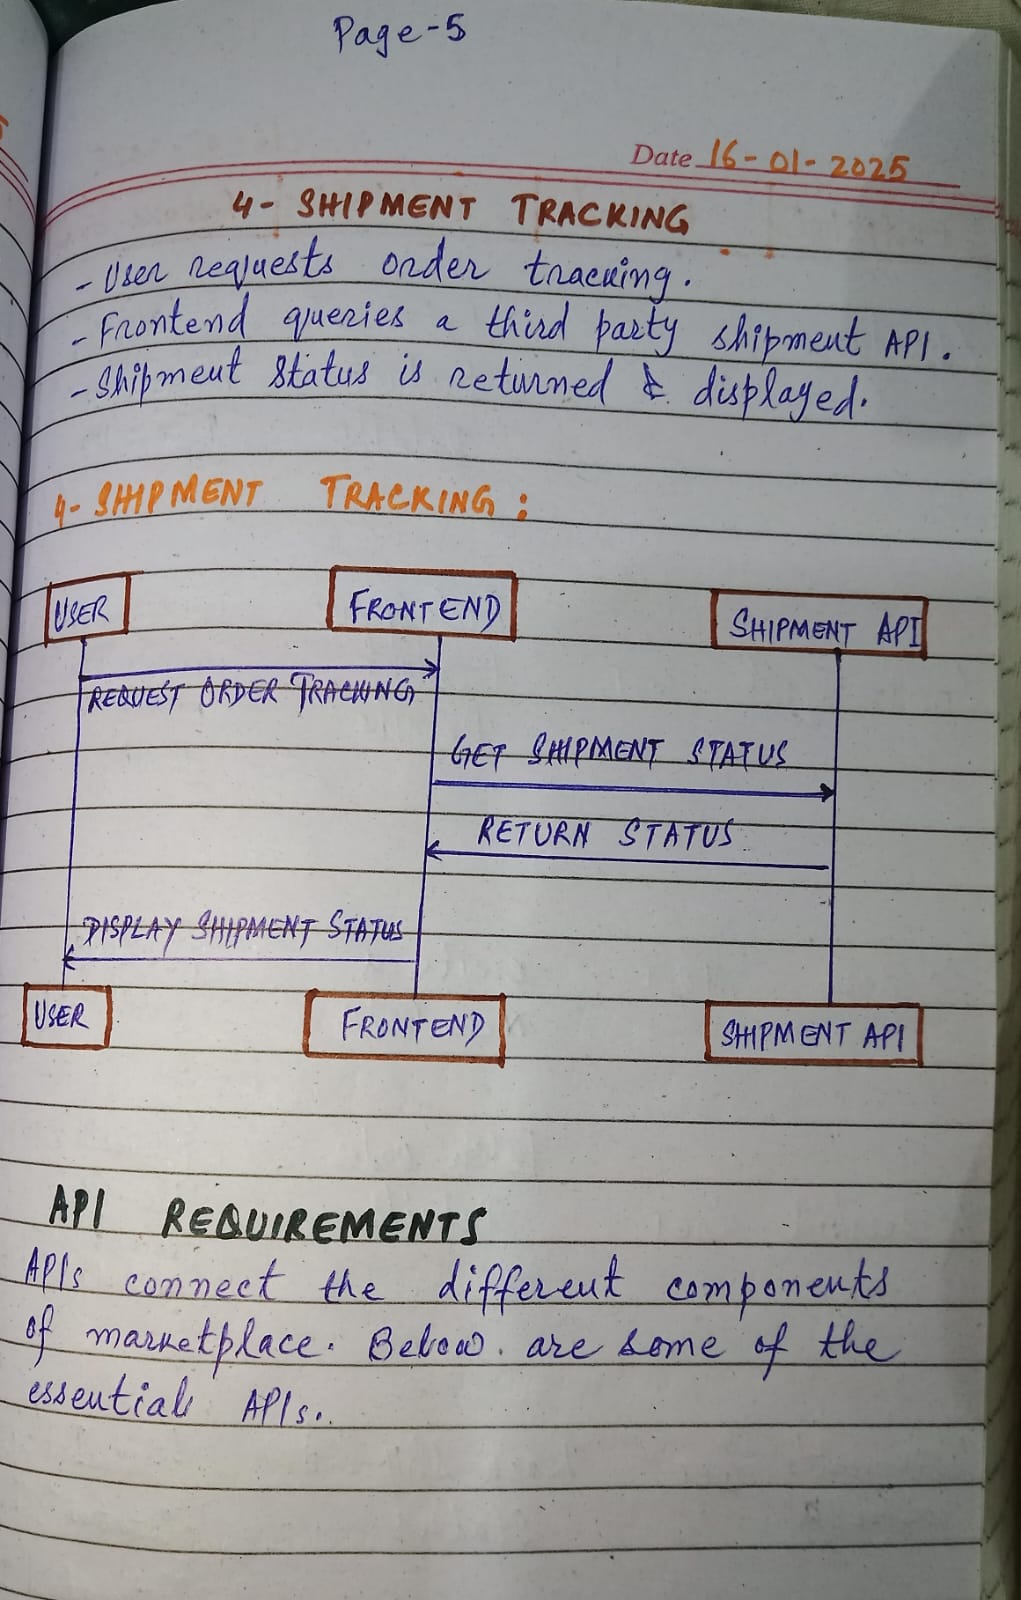 Page-5
Date 16-01-2025
4- SHIPMENT TRACKING
- User requests order tracking.
- Frontend queries a third party shipment API.
- Shipment Status is returned & displayed.
4- SHIPMENT TRACKING:
USER FRONTEND SHIPMENT API
REQUEST ORDER TRACKING
GET SHIPMENT STATUS
RETURN STATUS
DISPLAY SHIPMENT STATUS
USER FRONTEND SHIPMENT API
API REQUIREMENTS
APIs connect the different components
of marketplace. Below are some of the
essential APIs.